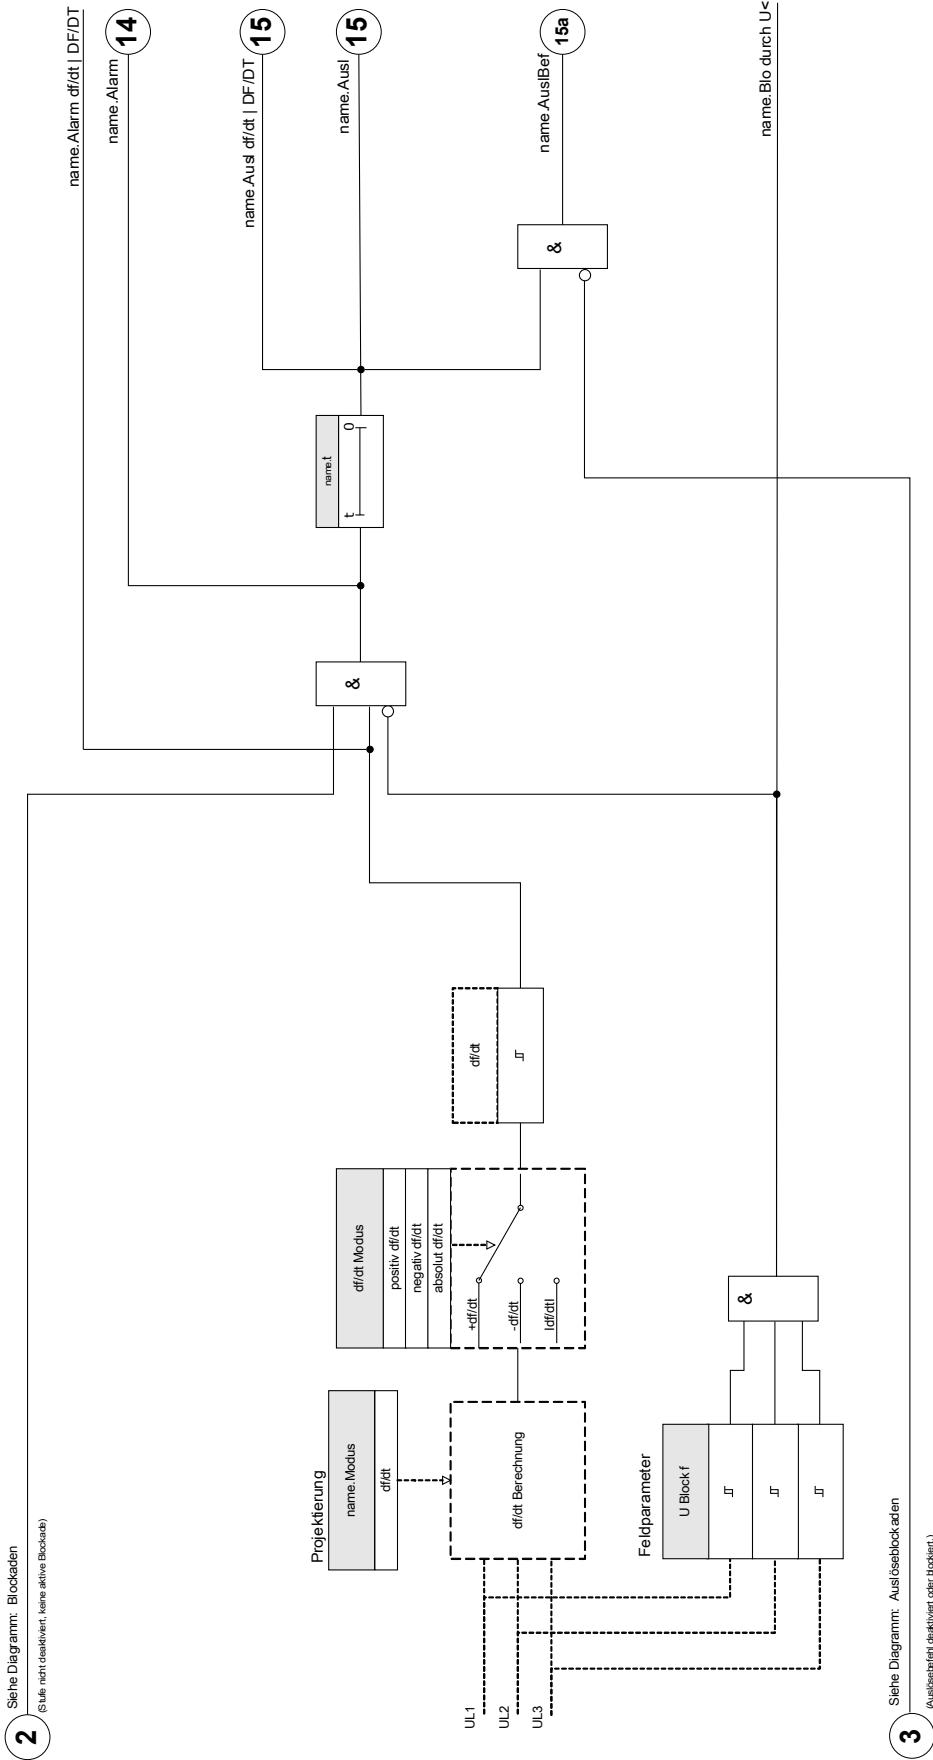 2
Siehe Diagramm: Blockaden
(Stufe nicht deaktiviert, keine aktive Blockade)
name.Alarm df/dt | DF/DT
14
name.Alarm
15
name.Ausl df/dt | DF/DT
15
name.Ausl
15a
name.AuslBef
name.Blo durch U<
Projektierung
name.Modus
df/dt
df/dt Berechnung
df/dt Modus
positiv df/dt
negativ df/dt
absolut df/dt
+df/dt
-df/dt
|df/dt|
df/dt
&
name.t
t
0
&
UL1
UL2
UL3
Feldparameter
U Block f
&
3
Siehe Diagramm: Auslöseblockaden
(Auslösebefehl deaktiviert oder blockiert.)